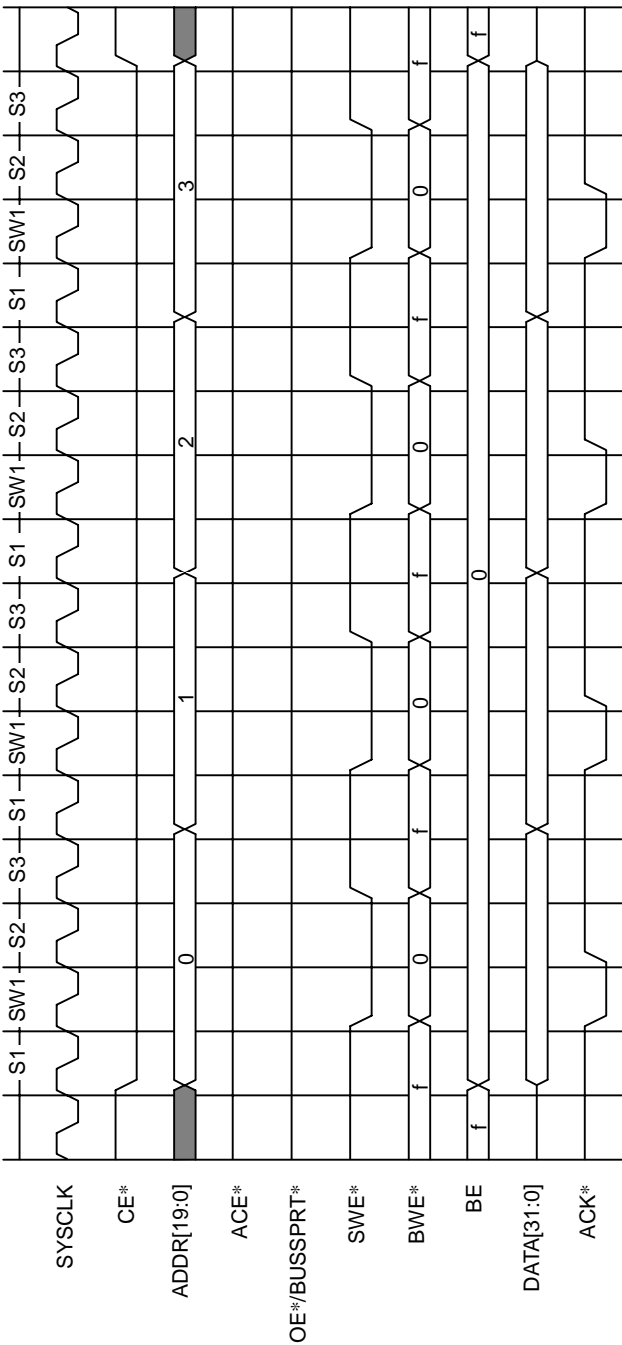 S1 SW1 S2 S3 S1 SW1 S2 S3 S1 SW1 S2 S3 S1 SW1 S2 S3
SYSCLK
CE*
ADDR[19:0] 0 1 2 3
ACE*
OE*/BUSSPRT*
SWE*
BWE* f 0 f 0 f 0 f 0 f
BE f 0 f
DATA[31:0]
ACK*